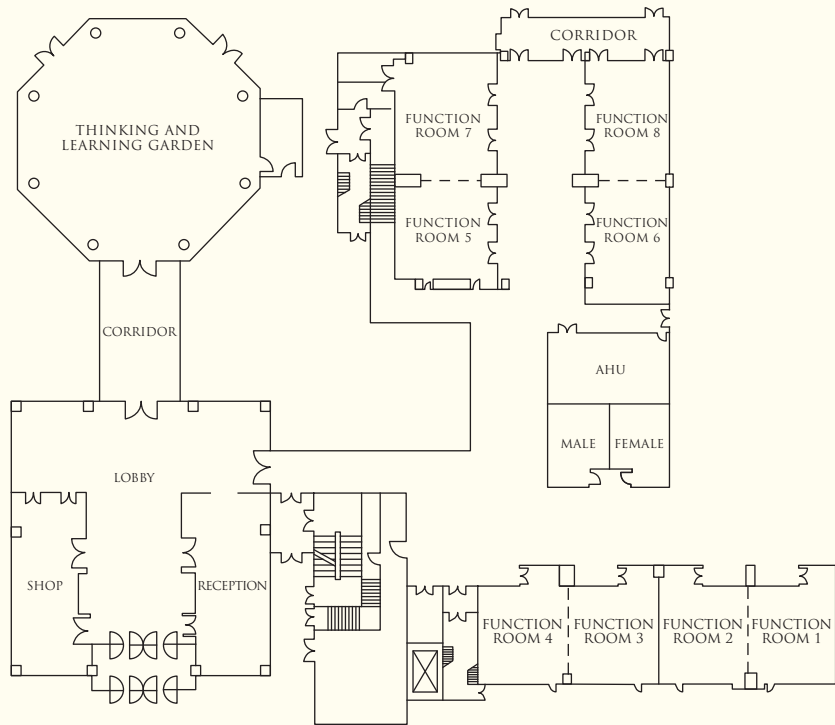 CORRIDOR
THINKING AND
LEARNING GARDEN
FUNCTION
ROOM 7
FUNCTION
ROOM 8
FUNCTION
ROOM 5
FUNCTION
ROOM 6
CORRIDOR
AHU
MALE
FEMALE
LOBBY
SHOP
RECEPTION
FUNCTION
ROOM 4
FUNCTION
ROOM 3
FUNCTION
ROOM 2
FUNCTION
ROOM 1